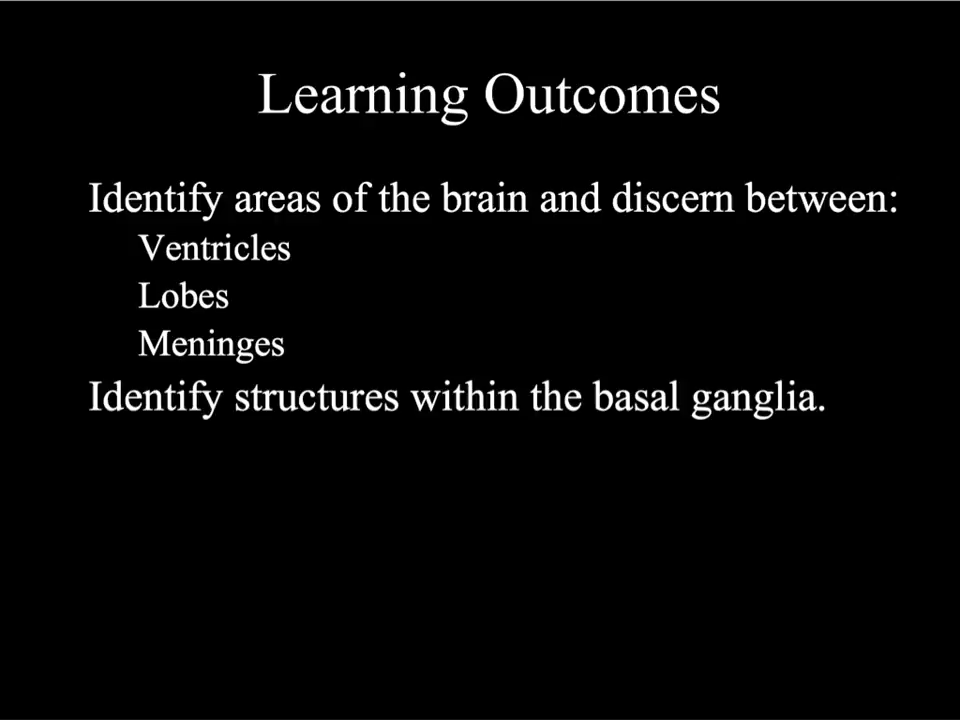 Learning Outcomes
Identify areas of the brain and discern between:
Ventricles
Lobes
Meninges
Identify structures within the basal ganglia.